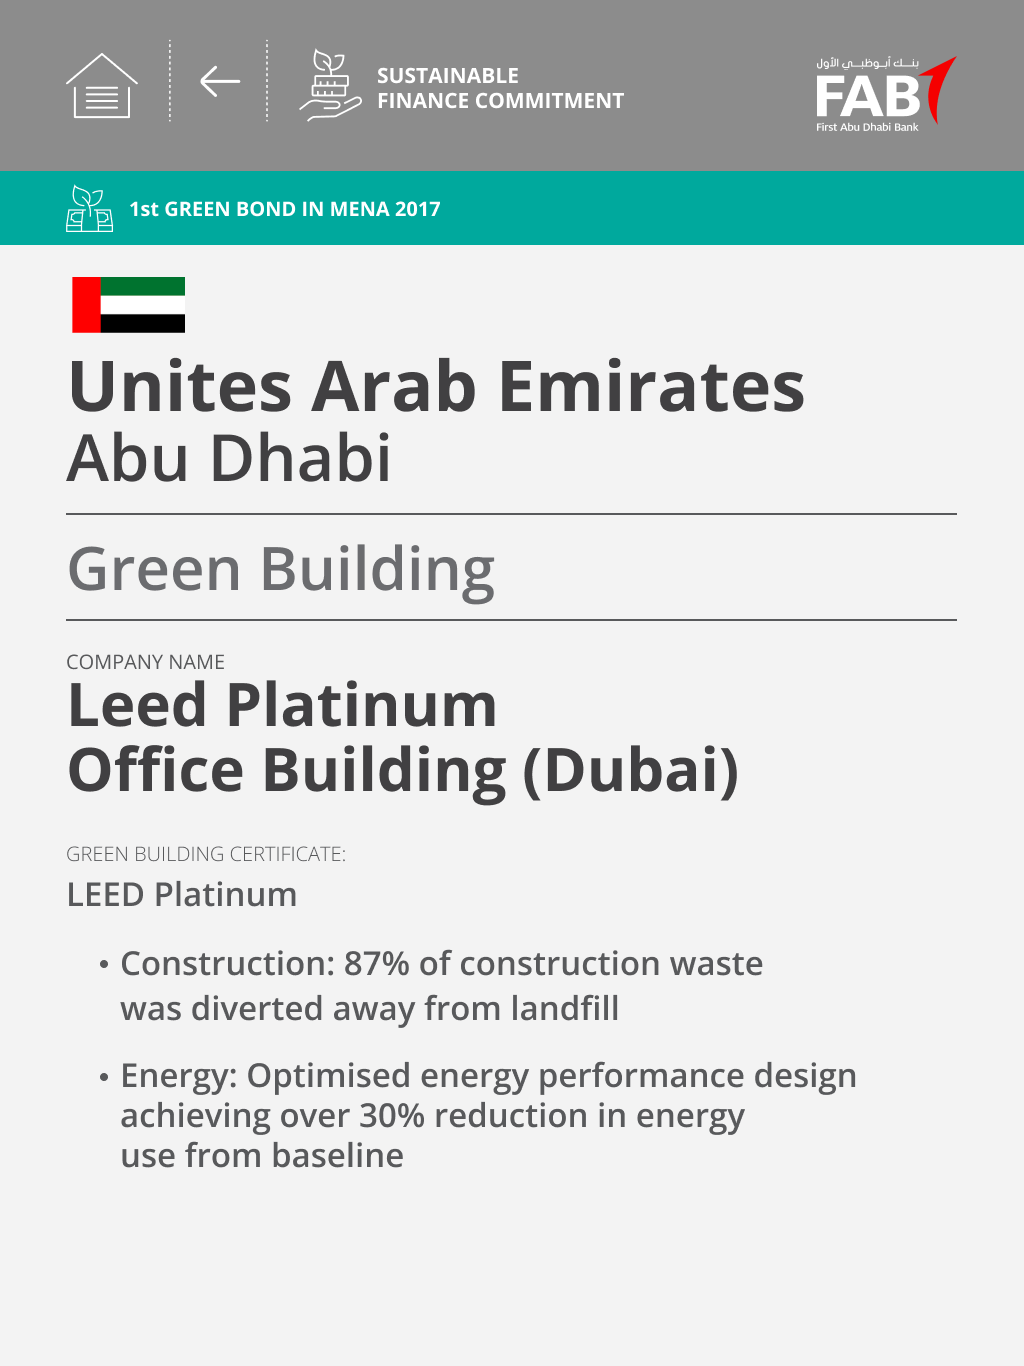 SUSTAINABLE
FINANCE COMMITMENT
بنك أبوظبي الأول
FAB
First Abu Dhabi Bank
1st GREEN BOND IN MENA 2017
Unites Arab Emirates
Abu Dhabi
Green Building
COMPANY NAME
Leed Platinum
Office Building (Dubai)
GREEN BUILDING CERTIFICATE:
LEED Platinum
• Construction: 87% of construction waste
was diverted away from landfill
• Energy: Optimised energy performance design
achieving over 30% reduction in energy
use from baseline